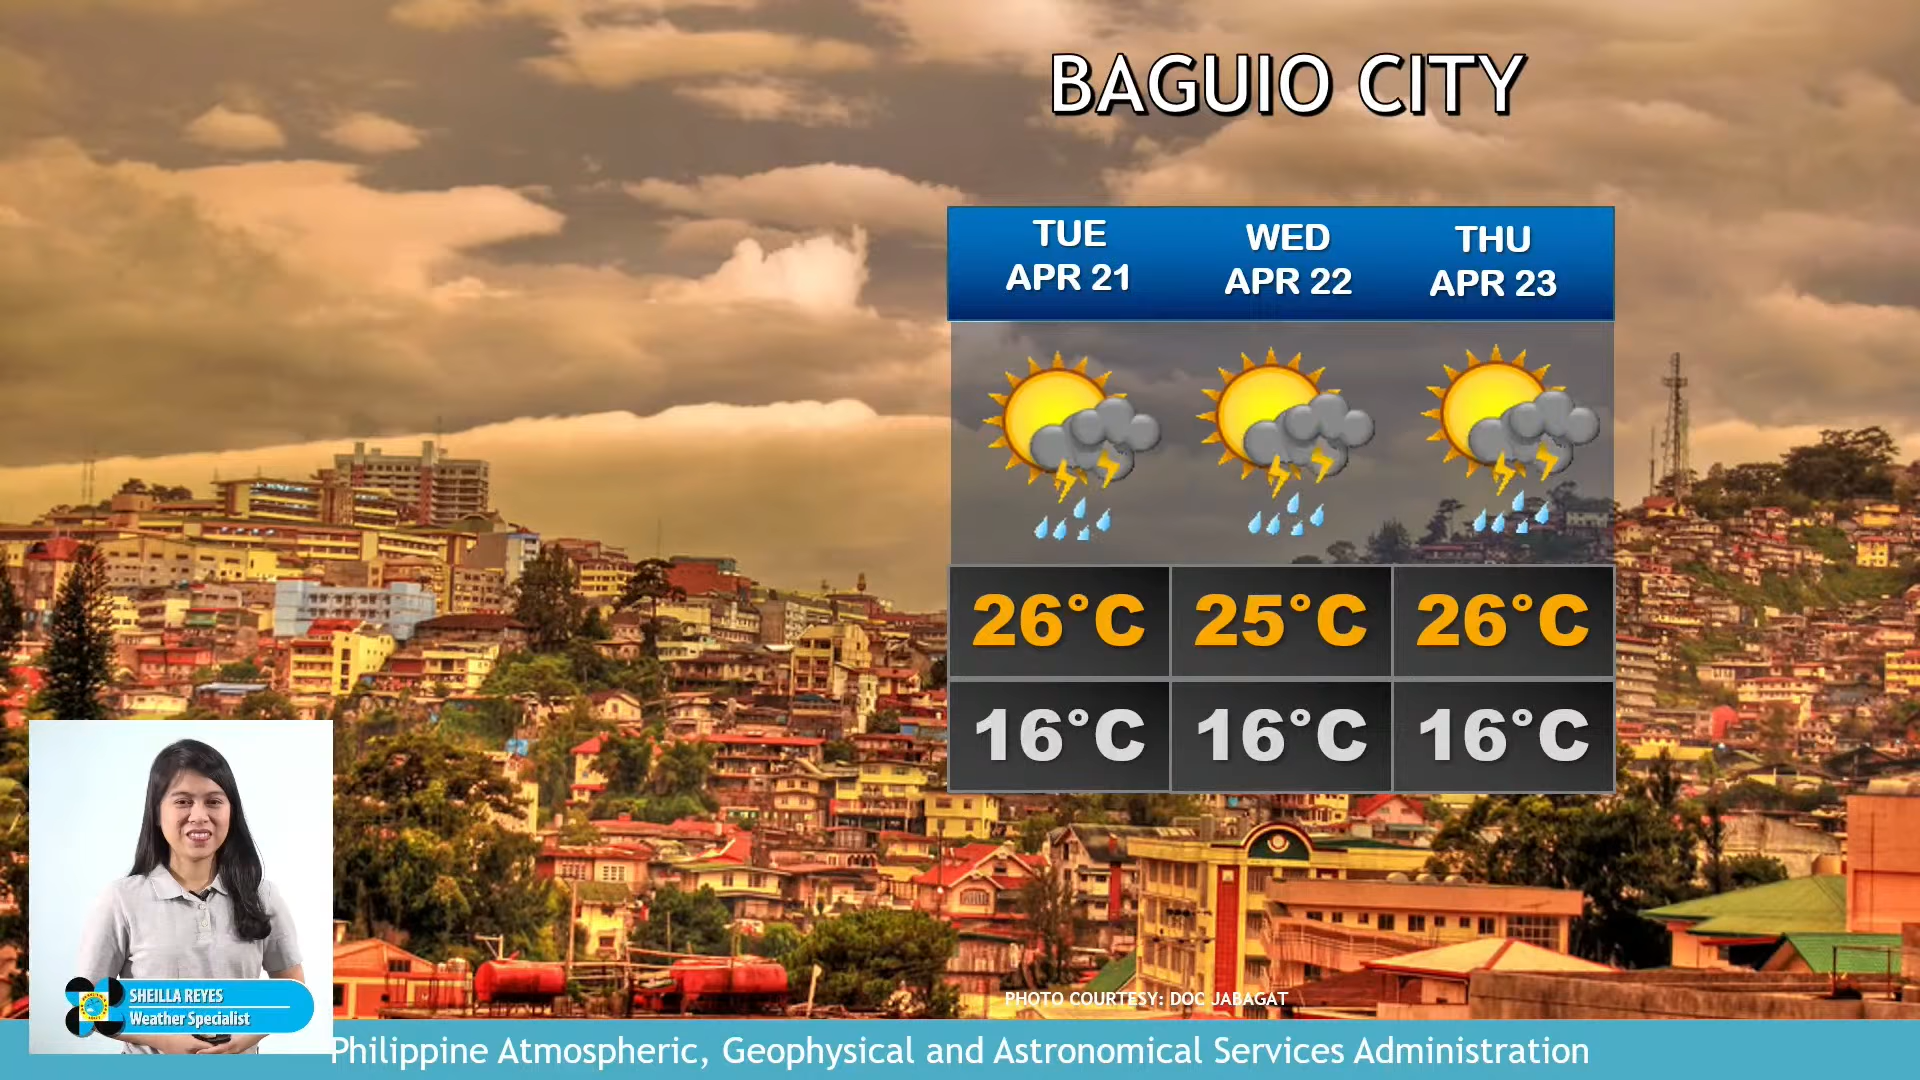 BAGUIO CITY
TUE
APR 21
WED
APR 22
THU
APR 23
26°C
25°C
26°C
16°C
16°C
16°C
SHEILLA REYES
Weather Specialist
PHOTO COURTESY: DOC JABAGAT
Philippine Atmospheric, Geophysical and Astronomical Services Administration